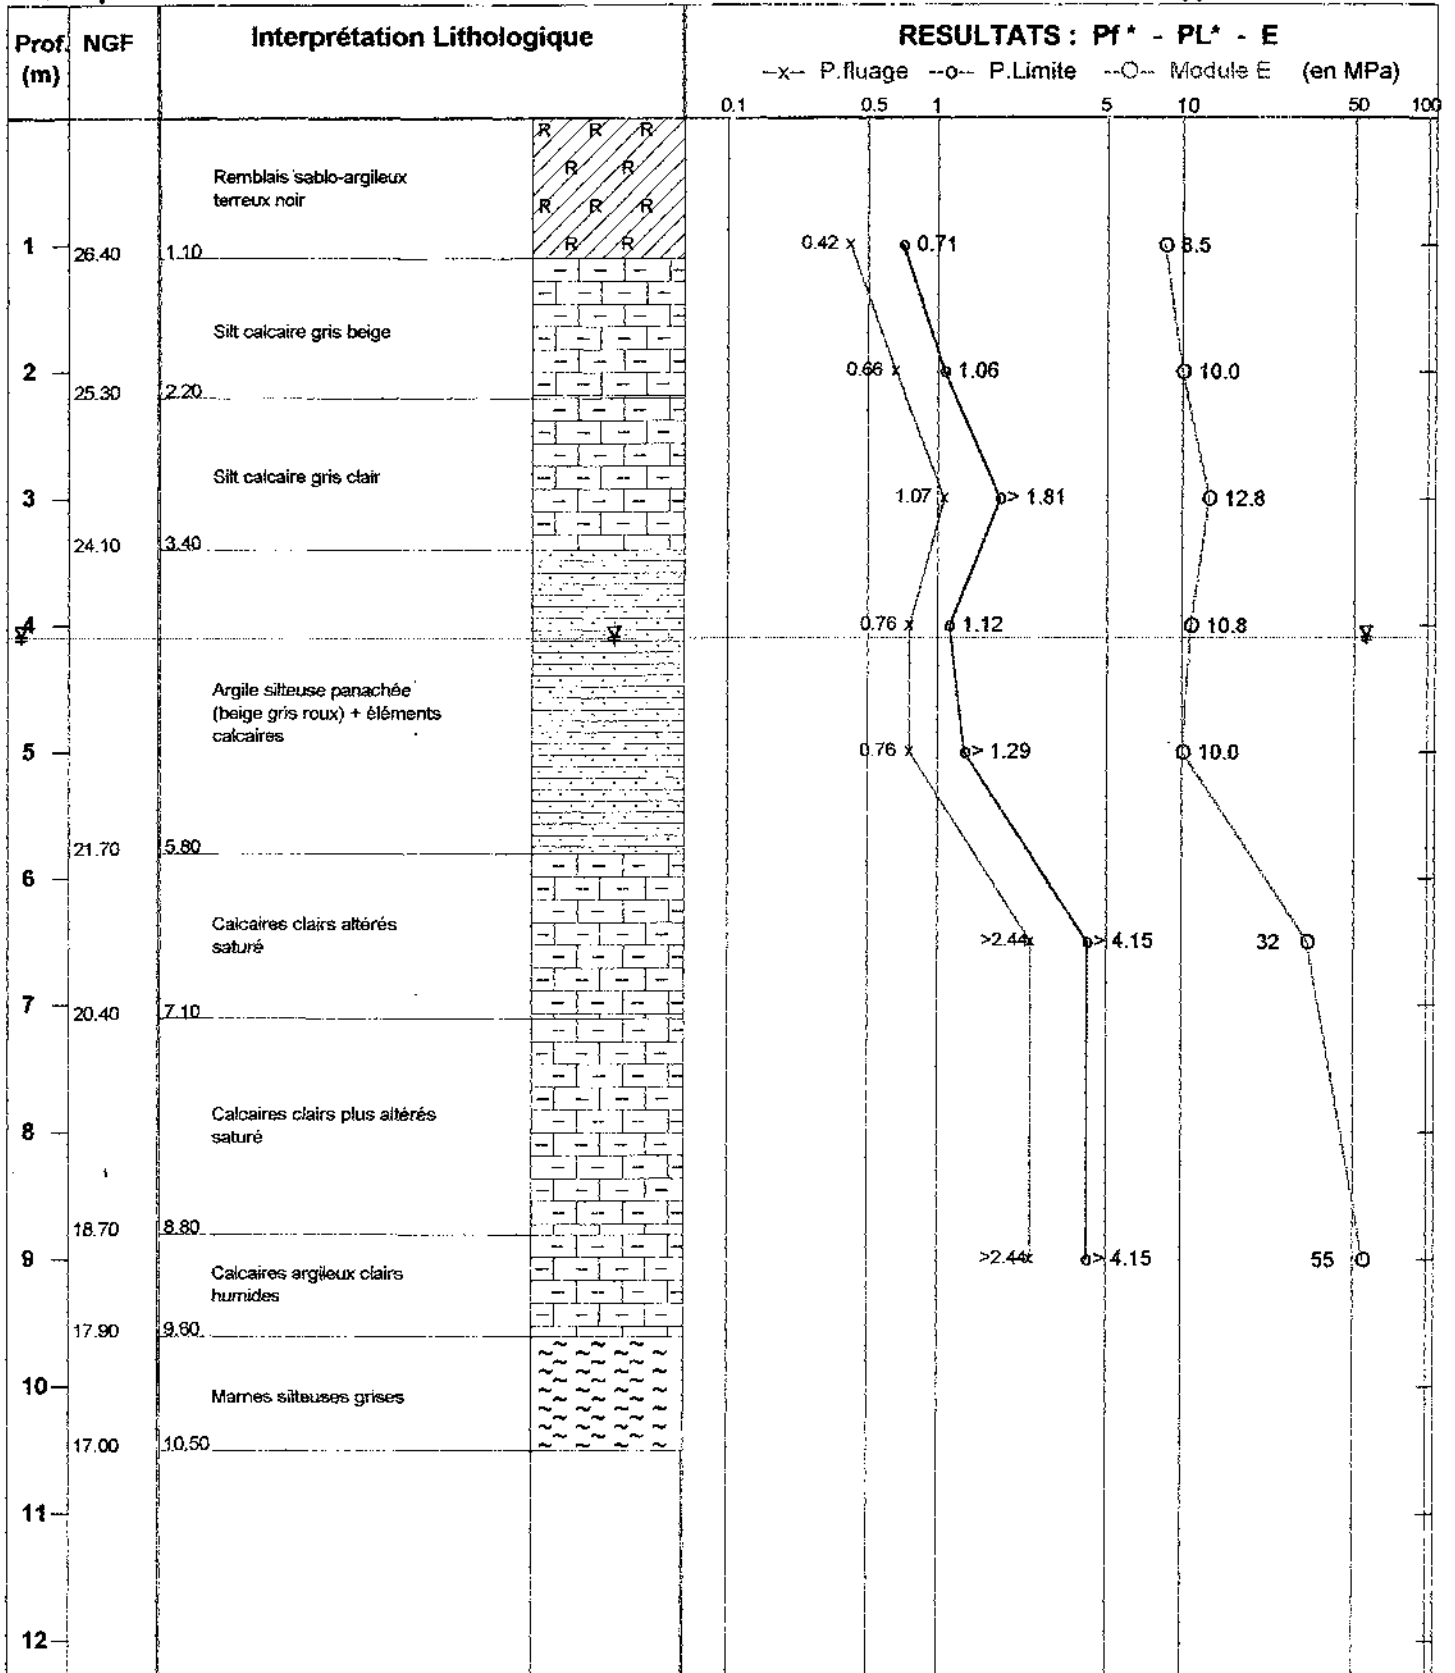 Prof. NGF Interprétation Lithologique RESULTATS : Pf* - PL* - E
(m) -x- P.fluage --o-- P.Limite --O-- Module E (en MPa)
0.1 0.5 1 5 10 50 100
R R R
R R
Remblais sablo-argileux
terreux noir
R R R
R R
1 0.42 0.71 8.5
26.40 1.10
Silt calcaire gris beige
2 0.66 1.06 10.0
25.30 2.20
Silt calcaire gris clair
3 1.07 > 1.81 12.8
24.10 3.40
4 0.76 1.12 10.8
Argile silteuse panachée
(beige gris roux) + éléments
calcaires
5 0.76 > 1.29 10.0
21.70 5.80
6
Calcaires clairs altérés
saturé
>2.44 > 4.15 32
7
20.40 7.10
Calcaires clairs plus altérés
saturé
8
18.70 8.80
9 >2.44 > 4.15 55
Calcaires argileux clairs
humides
17.90 9.60
10 Marnes silteuses grises
17.00 10.50
11
12